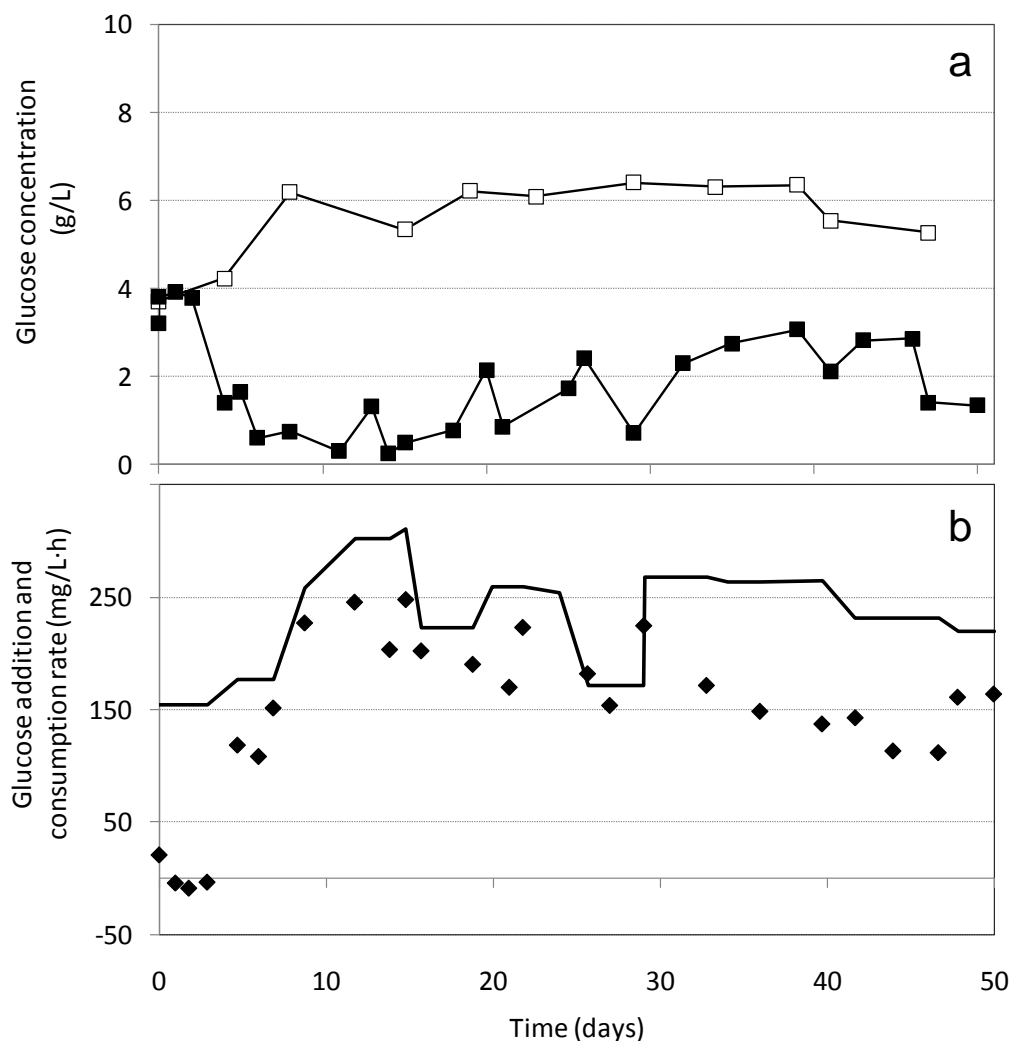 10
a
8
6
4
2
0
Glucose concentration
(g/L)
b
250
150
50
-50
Glucose addition and
consumption rate (mg/L·h)
0 10 20 30 40 50
Time (days)